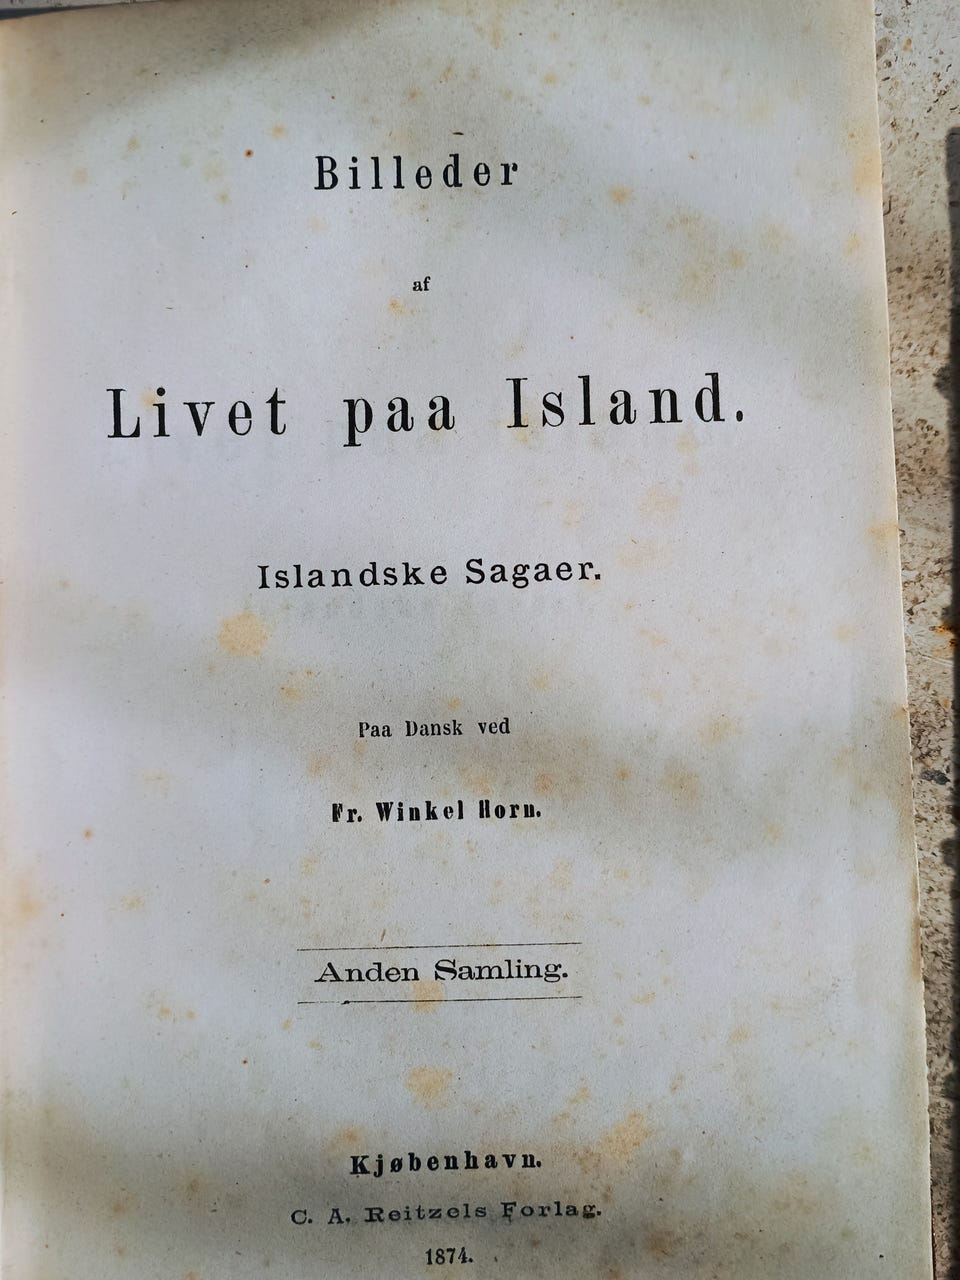 Billeder
af
Livet paa Island.
Islandske Sagaer.
Paa Dansk ved
Fr. Winkel Horn.
Anden Samling.
Kjøbenhavn.
C. A. Reitzels Forlag.
1874.